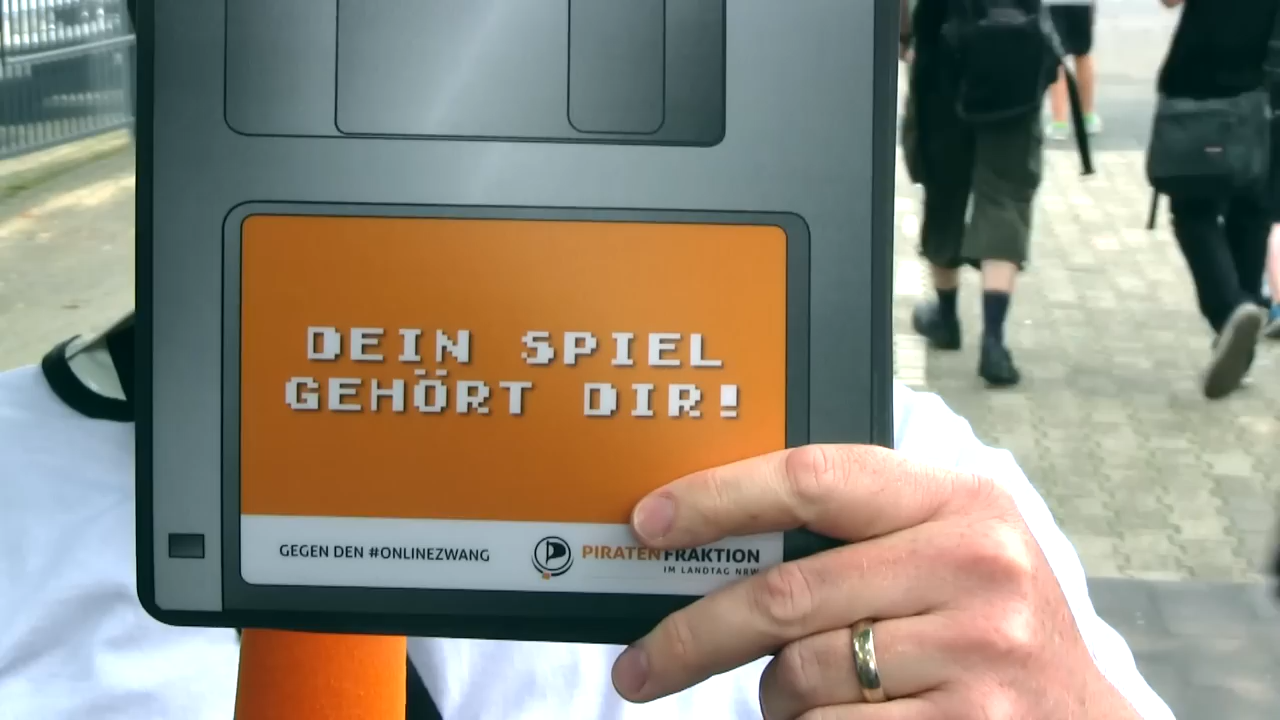 DEIN SPIEL
GEHÖRT DIR!
GEGEN DEN #ONLINEZWANG
PIRATENFRAKTION
IM LANDTAG NRW